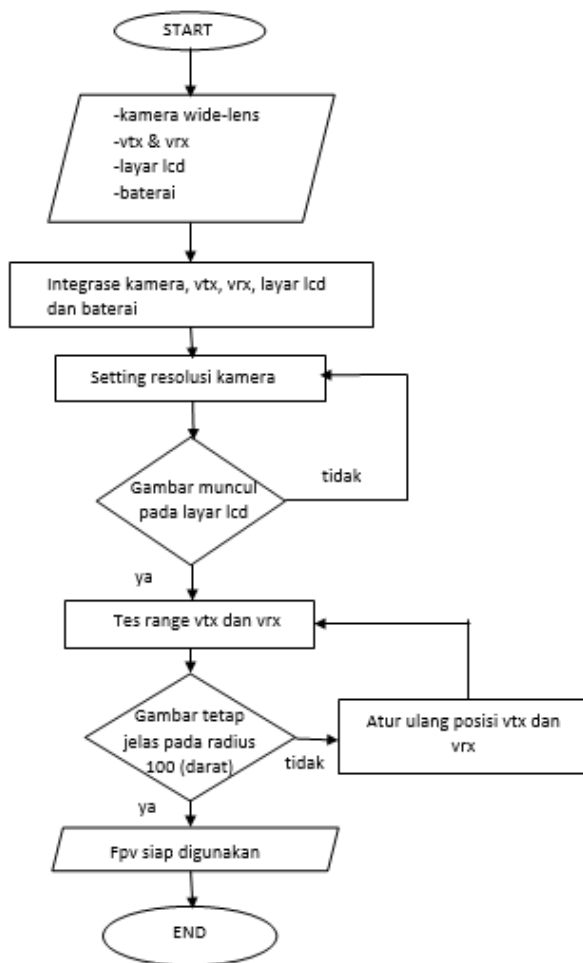 START
-kamera wide-lens
-vtx & vrx
-layar lcd
-baterai
Integrase kamera, vtx, vrx, layar lcd
dan baterai
Setting resolusi kamera
Gambar muncul
pada layar lcd
tidak
ya
Tes range vtx dan vrx
Gambar tetap
jelas pada radius
100 (darat)
tidak
Atur ulang posisi vtx dan
vrx
ya
Fpv siap digunakan
END